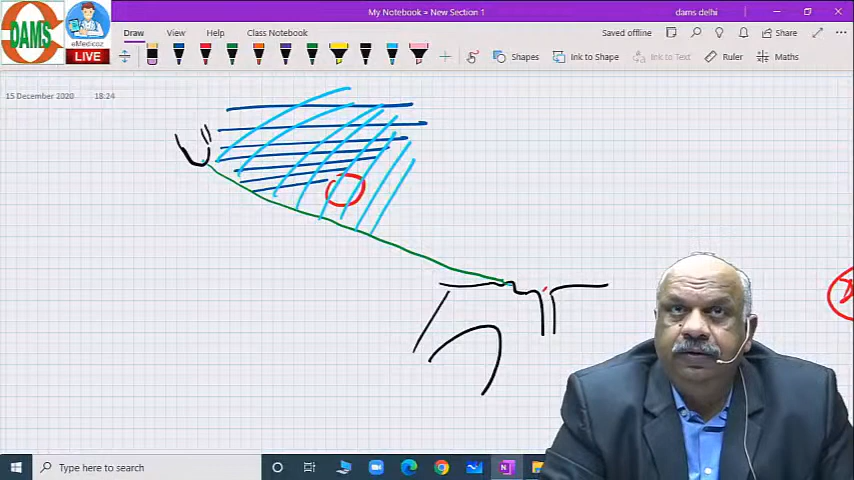 My Notebook = New Section 1
dams delhi
DAMS
eMedicoz
LIVE
Draw
View
Help
Class Notebook
Saved offline
Share
Shapes
Ink to Shape
Ink to Text
Ruler
Maths
15 December 2020
18:24
Type here to search